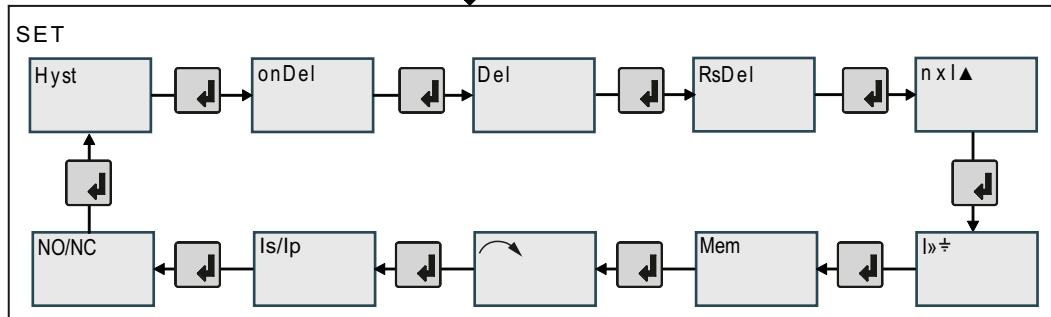 SET
Hyst
onDel
Del
RsDel
n x I▲
NO/NC
Is/Ip
Mem
I»⏚